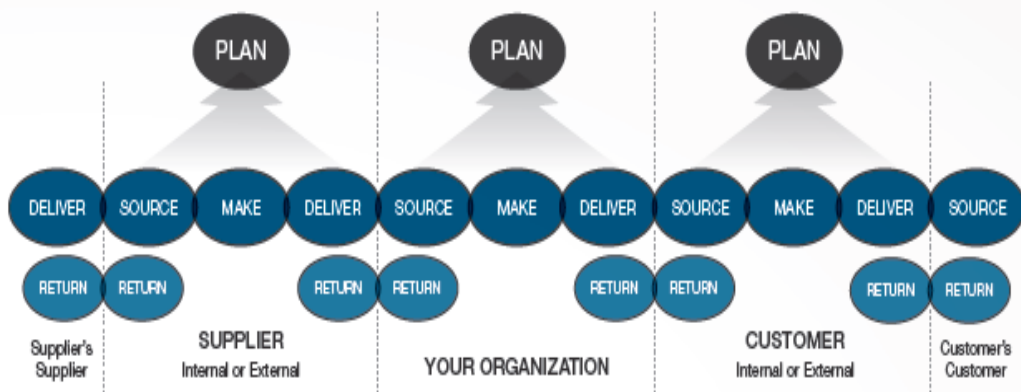 PLAN PLAN PLAN
DELIVER SOURCE MAKE DELIVER SOURCE MAKE DELIVER SOURCE MAKE DELIVER SOURCE
RETURN RETURN RETURN RETURN RETURN RETURN RETURN RETURN
Supplier's
Supplier
SUPPLIER
Internal or External
YOUR ORGANIZATION
CUSTOMER
Internal or External
Customer's
Customer